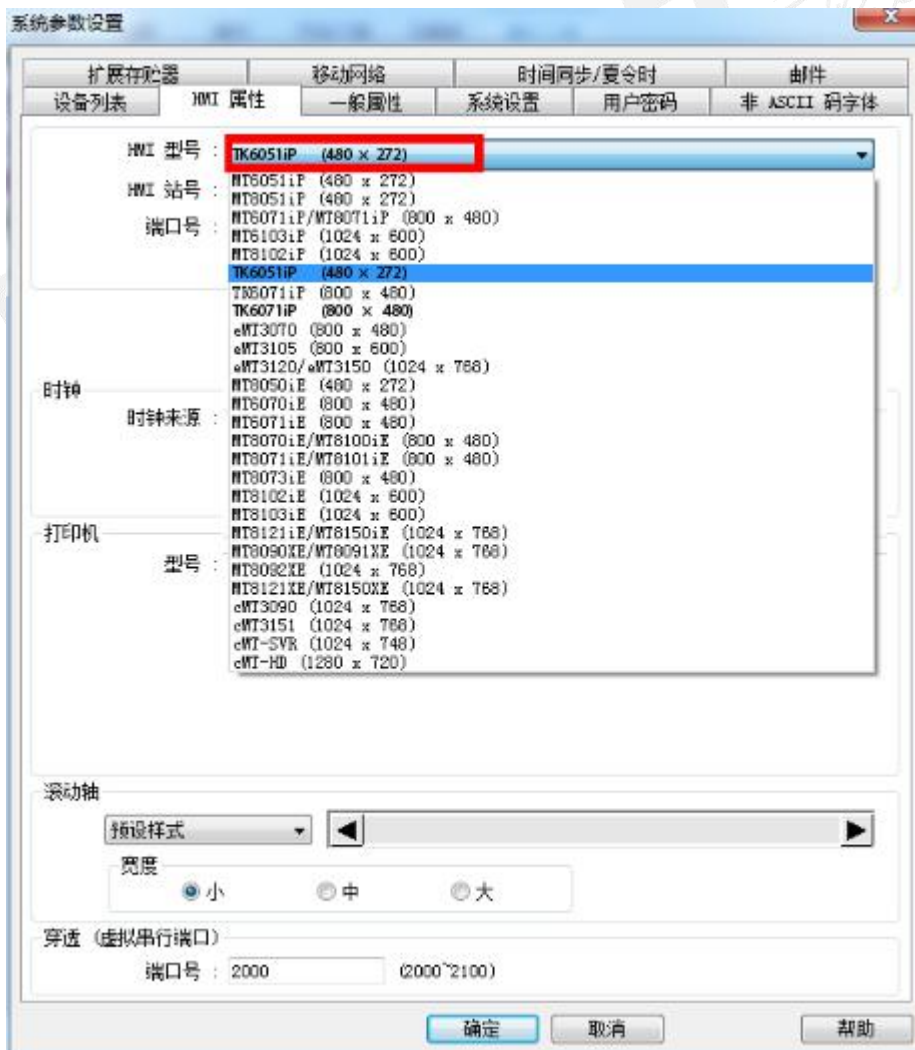 系统参数设置
扩展存贮器 移动网络 时间同步/夏令时 邮件
设备列表 HMI 属性 一般属性 系统设置 用户密码 非 ASCII 码字体
HMI 型号 : TK6051iP (480 × 272)
HMI 站号 :
端口号 :
MT6051iP (480 x 272)
MT8051iP (480 x 272)
MT6071iP/MT8071iP (800 x 480)
MT6103iP (1024 x 600)
MT8102iP (1024 x 600)
TK6051iP (480 × 272)
TK8071iP (800 x 480)
TK6071iP (800 × 480)
eMT3070 (800 x 480)
eMT3105 (800 x 600)
eMT3120/eMT3150 (1024 x 768)
MT8050iE (480 x 272)
MT6070iE (800 x 480)
MT6071iE (800 x 480)
MT8070iE/MT8100iE (800 x 480)
MT8071iE/MT8101iE (800 x 480)
MT8073iE (800 x 480)
MT8102iE (1024 x 600)
MT8103iE (1024 x 600)
MT8121iE/MT8150iE (1024 x 768)
MT8090XE/MT8091XE (1024 x 768)
MT8092XE (1024 x 768)
MT8121XE/MT8150XE (1024 x 768)
cMT3090 (1024 x 768)
cMT3151 (1024 x 768)
cMT-SVR (1024 x 748)
cMT-HD (1280 x 720)
时钟
时钟来源 :
打印机
型号 :
滚动轴
预设样式
宽度
小 中 大
穿透 (虚拟串行端口)
端口号 : 2000 (2000~2100)
确定 取消 帮助